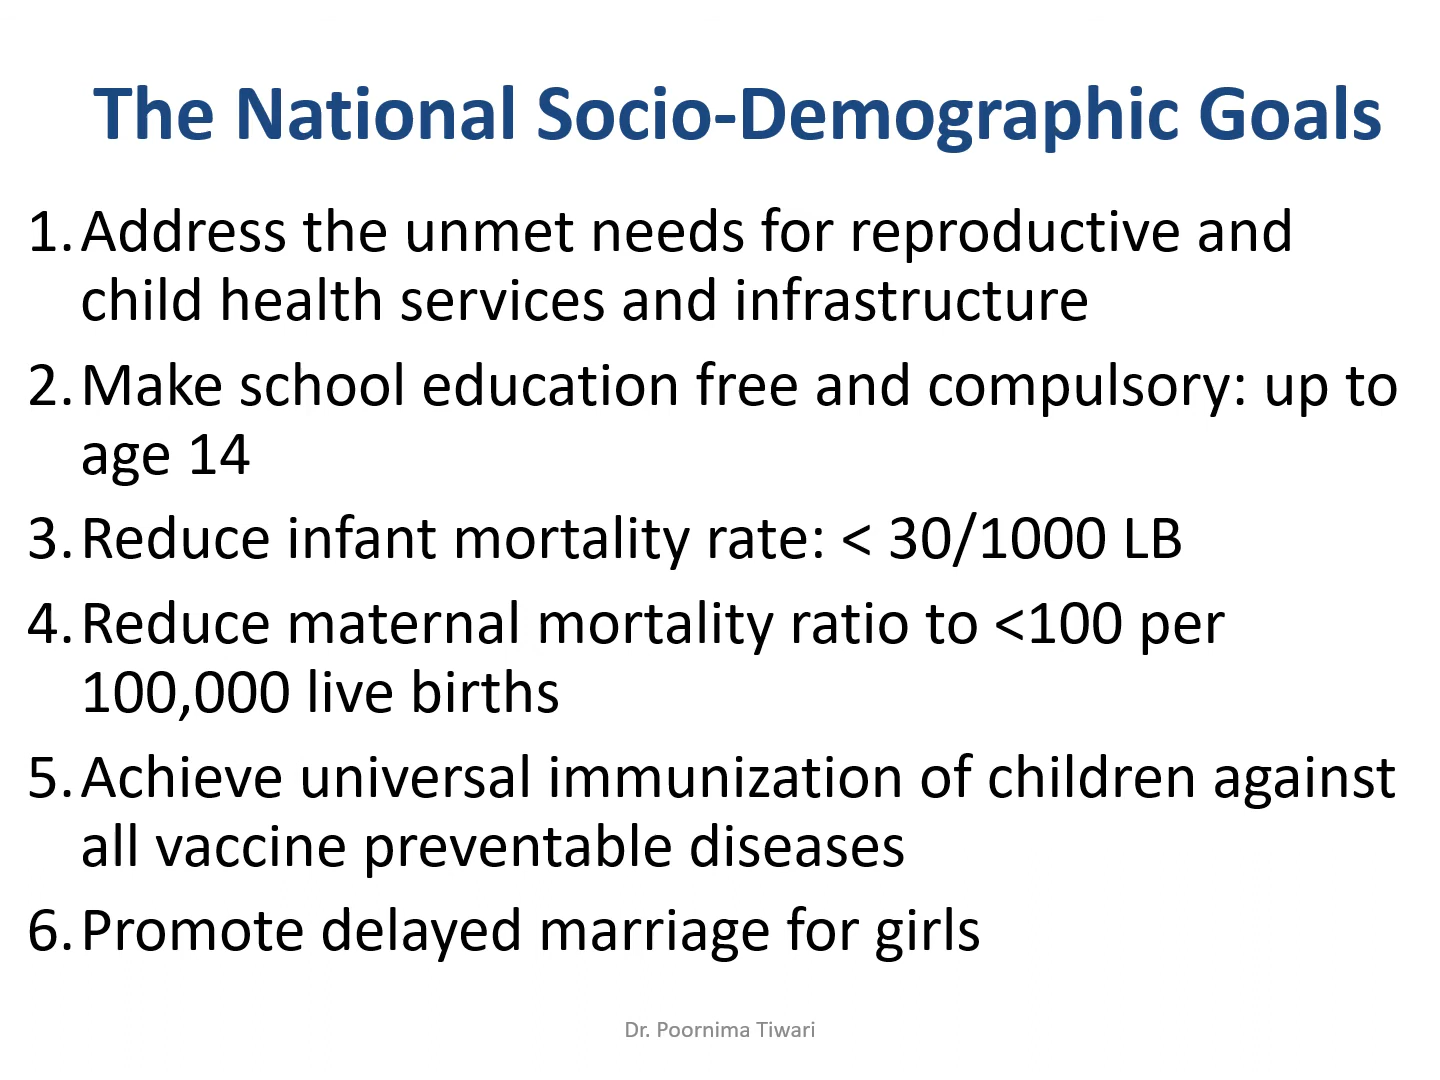 The National Socio-Demographic Goals
1. Address the unmet needs for reproductive and
child health services and infrastructure
2. Make school education free and compulsory: up to
age 14
3. Reduce infant mortality rate: < 30/1000 LB
4. Reduce maternal mortality ratio to <100 per
100,000 live births
5. Achieve universal immunization of children against
all vaccine preventable diseases
6. Promote delayed marriage for girls
Dr. Poornima Tiwari